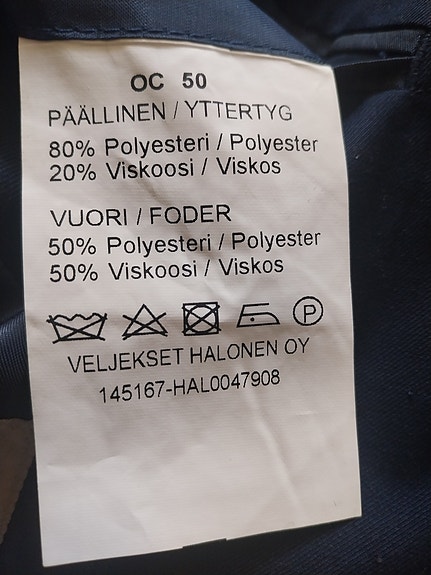 OC 50
PÄÄLLINEN / YTTERTYG
80% Polyesteri / Polyester
20% Viskoosi / Viskos
VUORI / FODER
50% Polyesteri / Polyester
50% Viskoosi / Viskos
P
VELJEKSET HALONEN OY
145167-HAL0047908